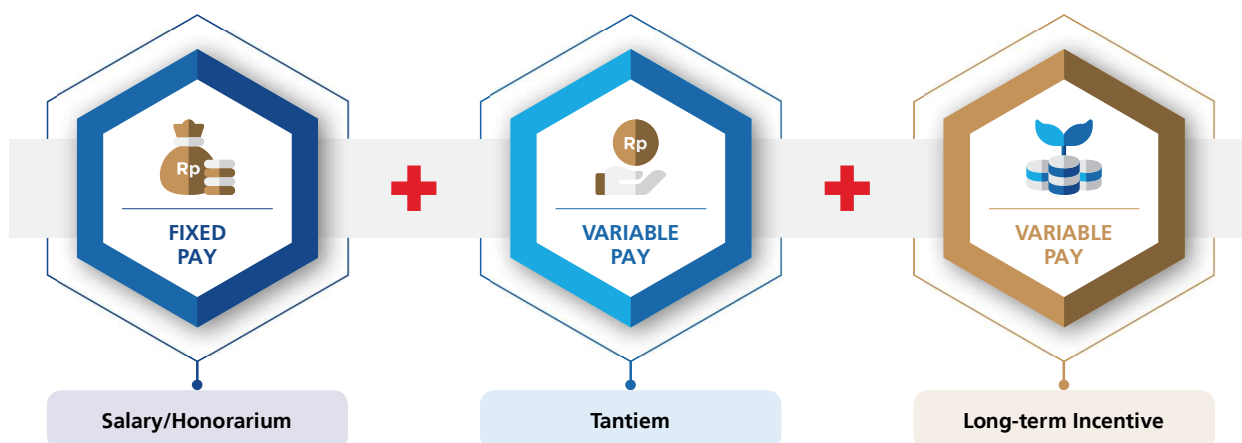 Rp
FIXED
PAY
Salary/Honorarium
Rp
VARIABLE
PAY
Tantiem
VARIABLE
PAY
Long-term Incentive